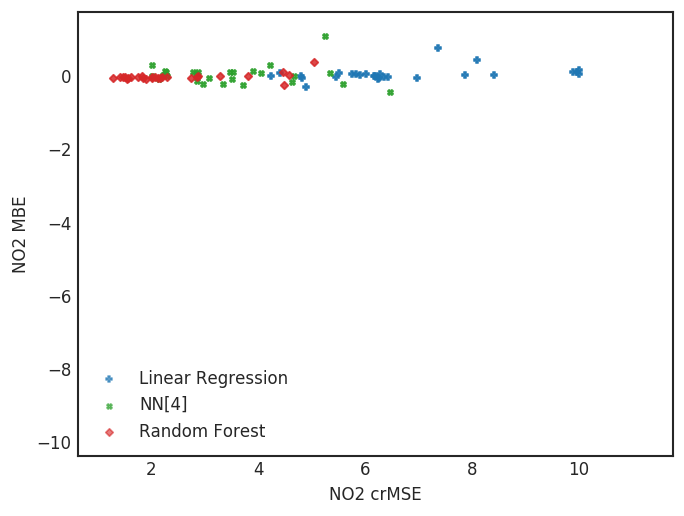 0
−2
−4
−6
−8
−10
NO2 MBE
Linear Regression
NN[4]
Random Forest
2 4 6 8 10
NO2 crMSE